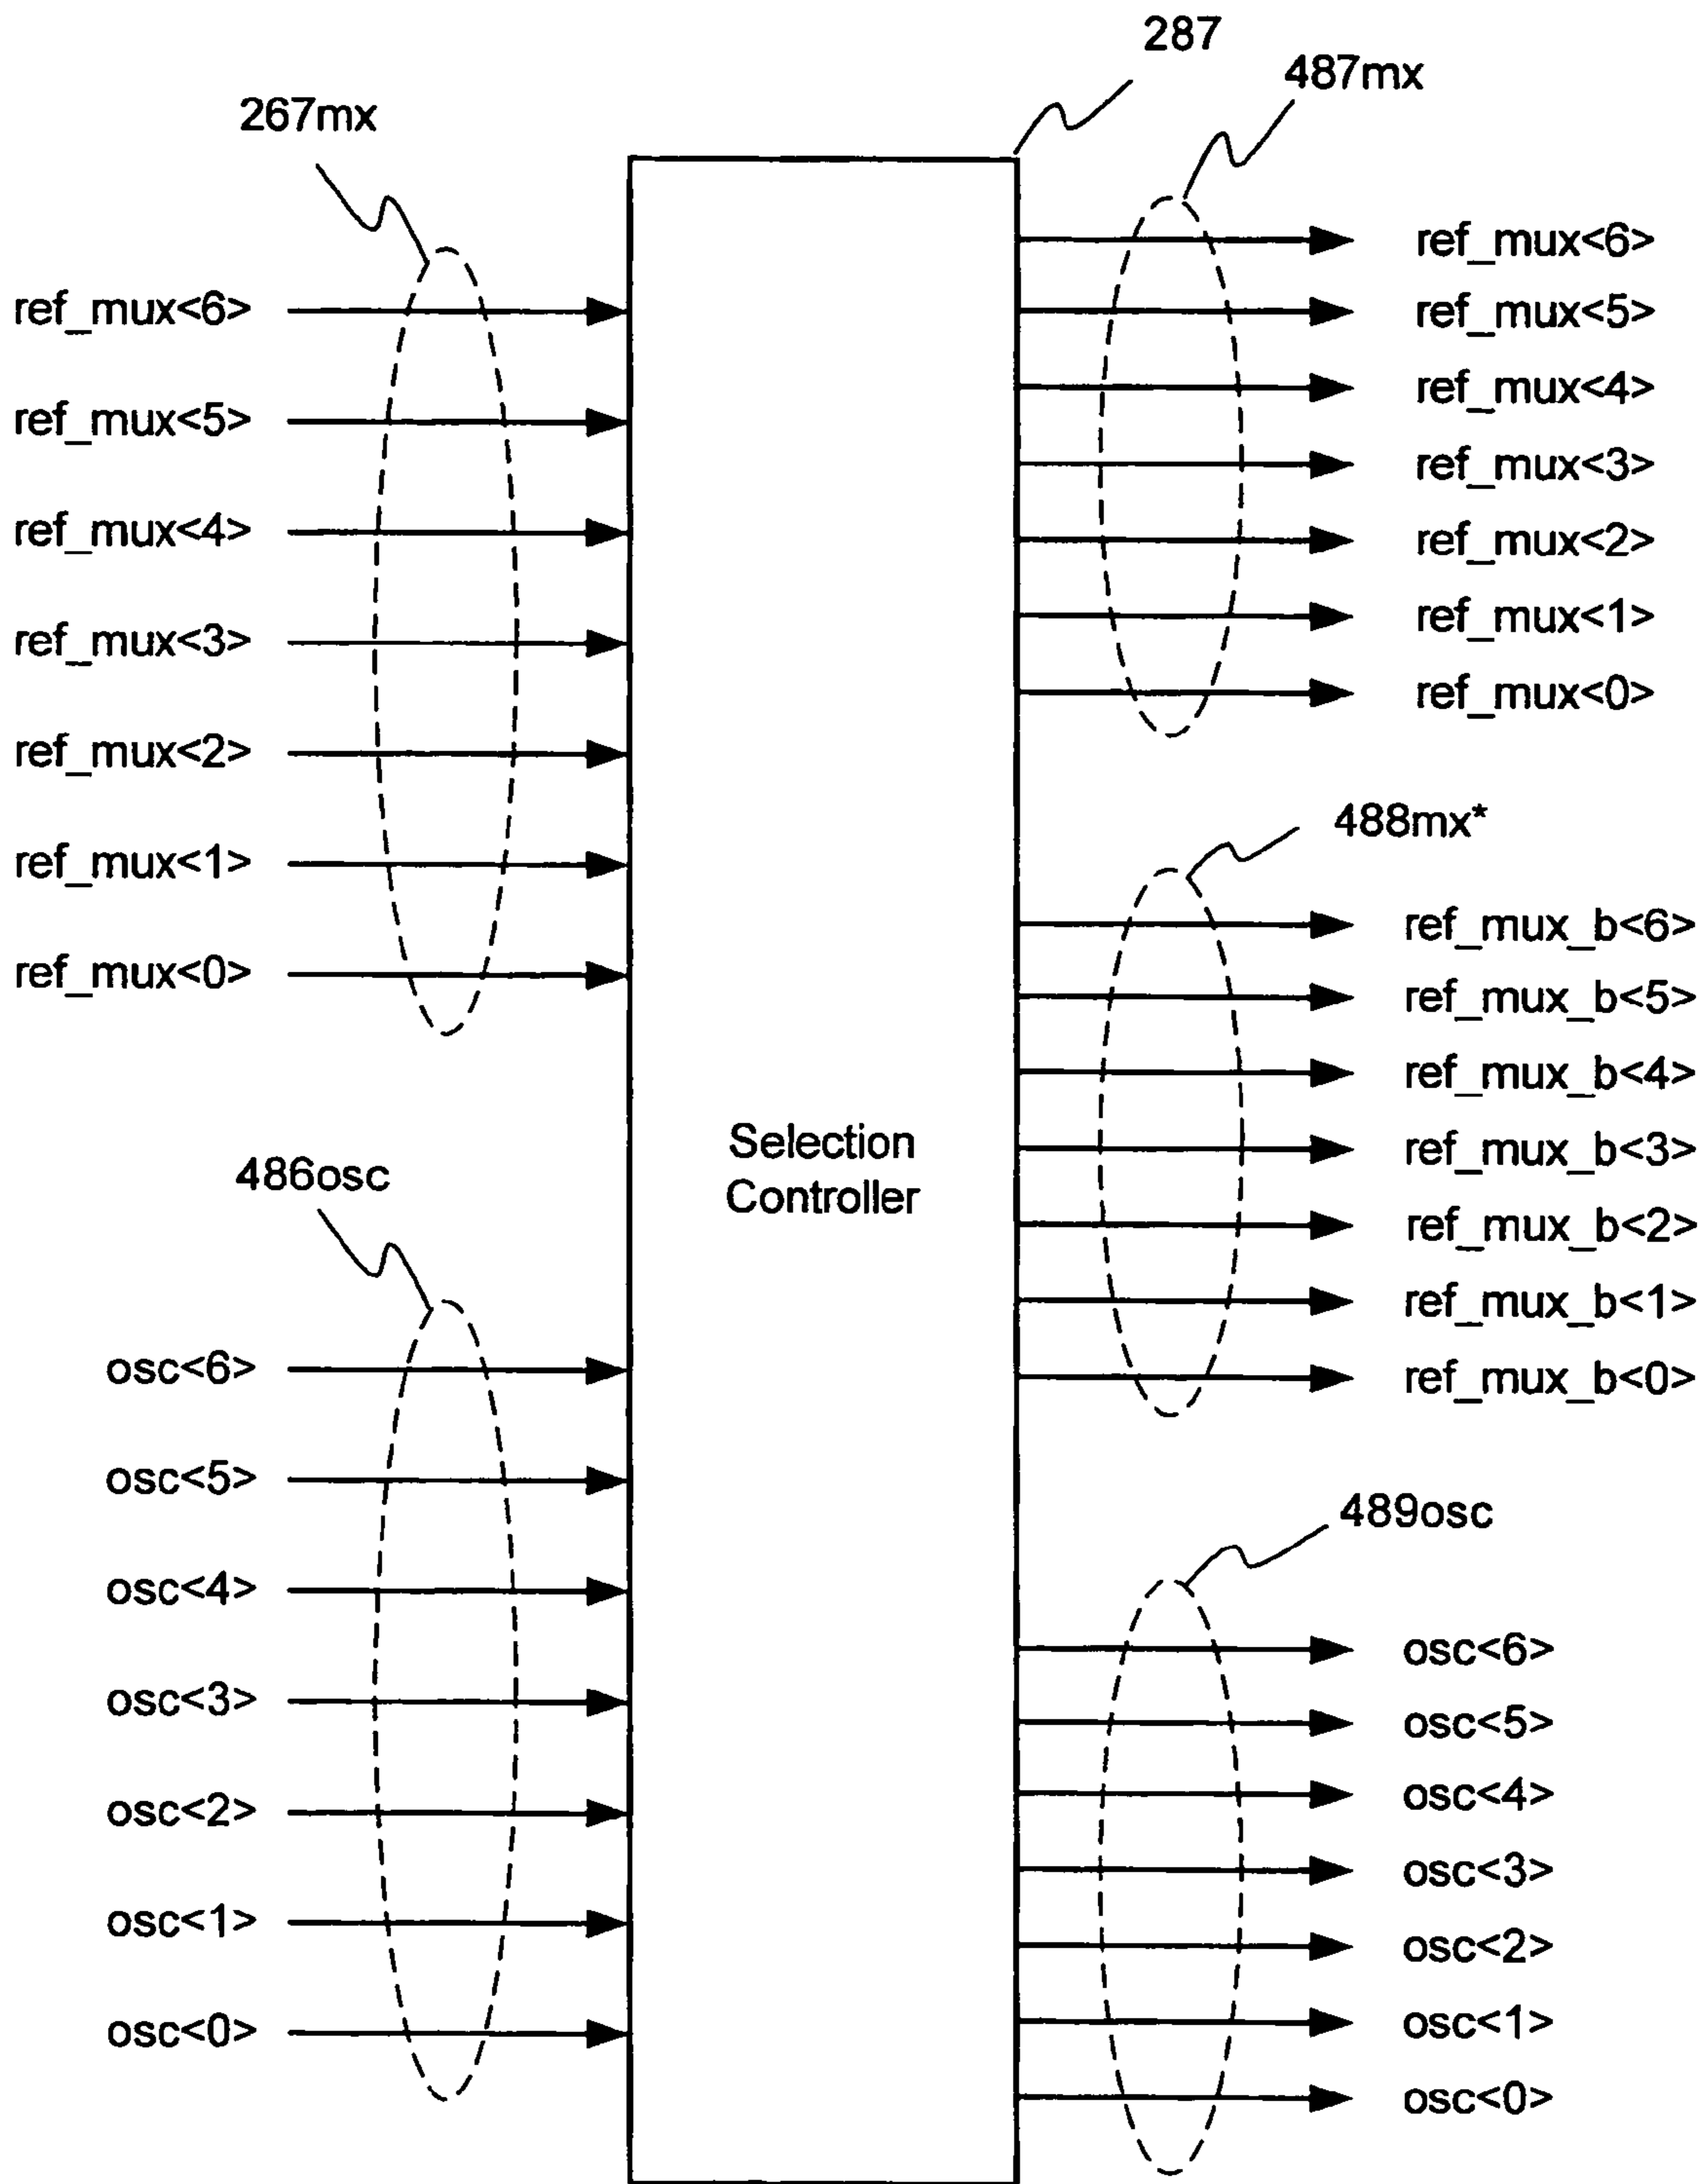 287
487mx
267mx
ref_mux<6>
ref_mux<5>
ref_mux<4>
ref_mux<3>
ref_mux<2>
ref_mux<1>
ref_mux<0>
486osc
osc<6>
osc<5>
osc<4>
osc<3>
osc<2>
osc<1>
osc<0>
Selection
Controller
ref_mux<6>
ref_mux<5>
ref_mux<4>
ref_mux<3>
ref_mux<2>
ref_mux<1>
ref_mux<0>
488mx*
ref_mux_b<6>
ref_mux_b<5>
ref_mux_b<4>
ref_mux_b<3>
ref_mux_b<2>
ref_mux_b<1>
ref_mux_b<0>
489osc
osc<6>
osc<5>
osc<4>
osc<3>
osc<2>
osc<1>
osc<0>